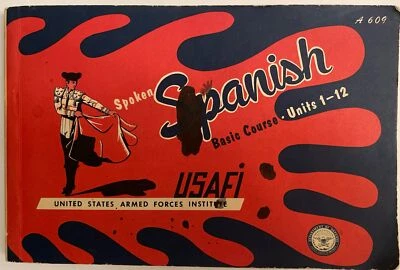 A 609
Spoken
Spanish
Basic Course · Units 1-12
USAFi
UNITED STATES ARMED FORCES INSTITUTE